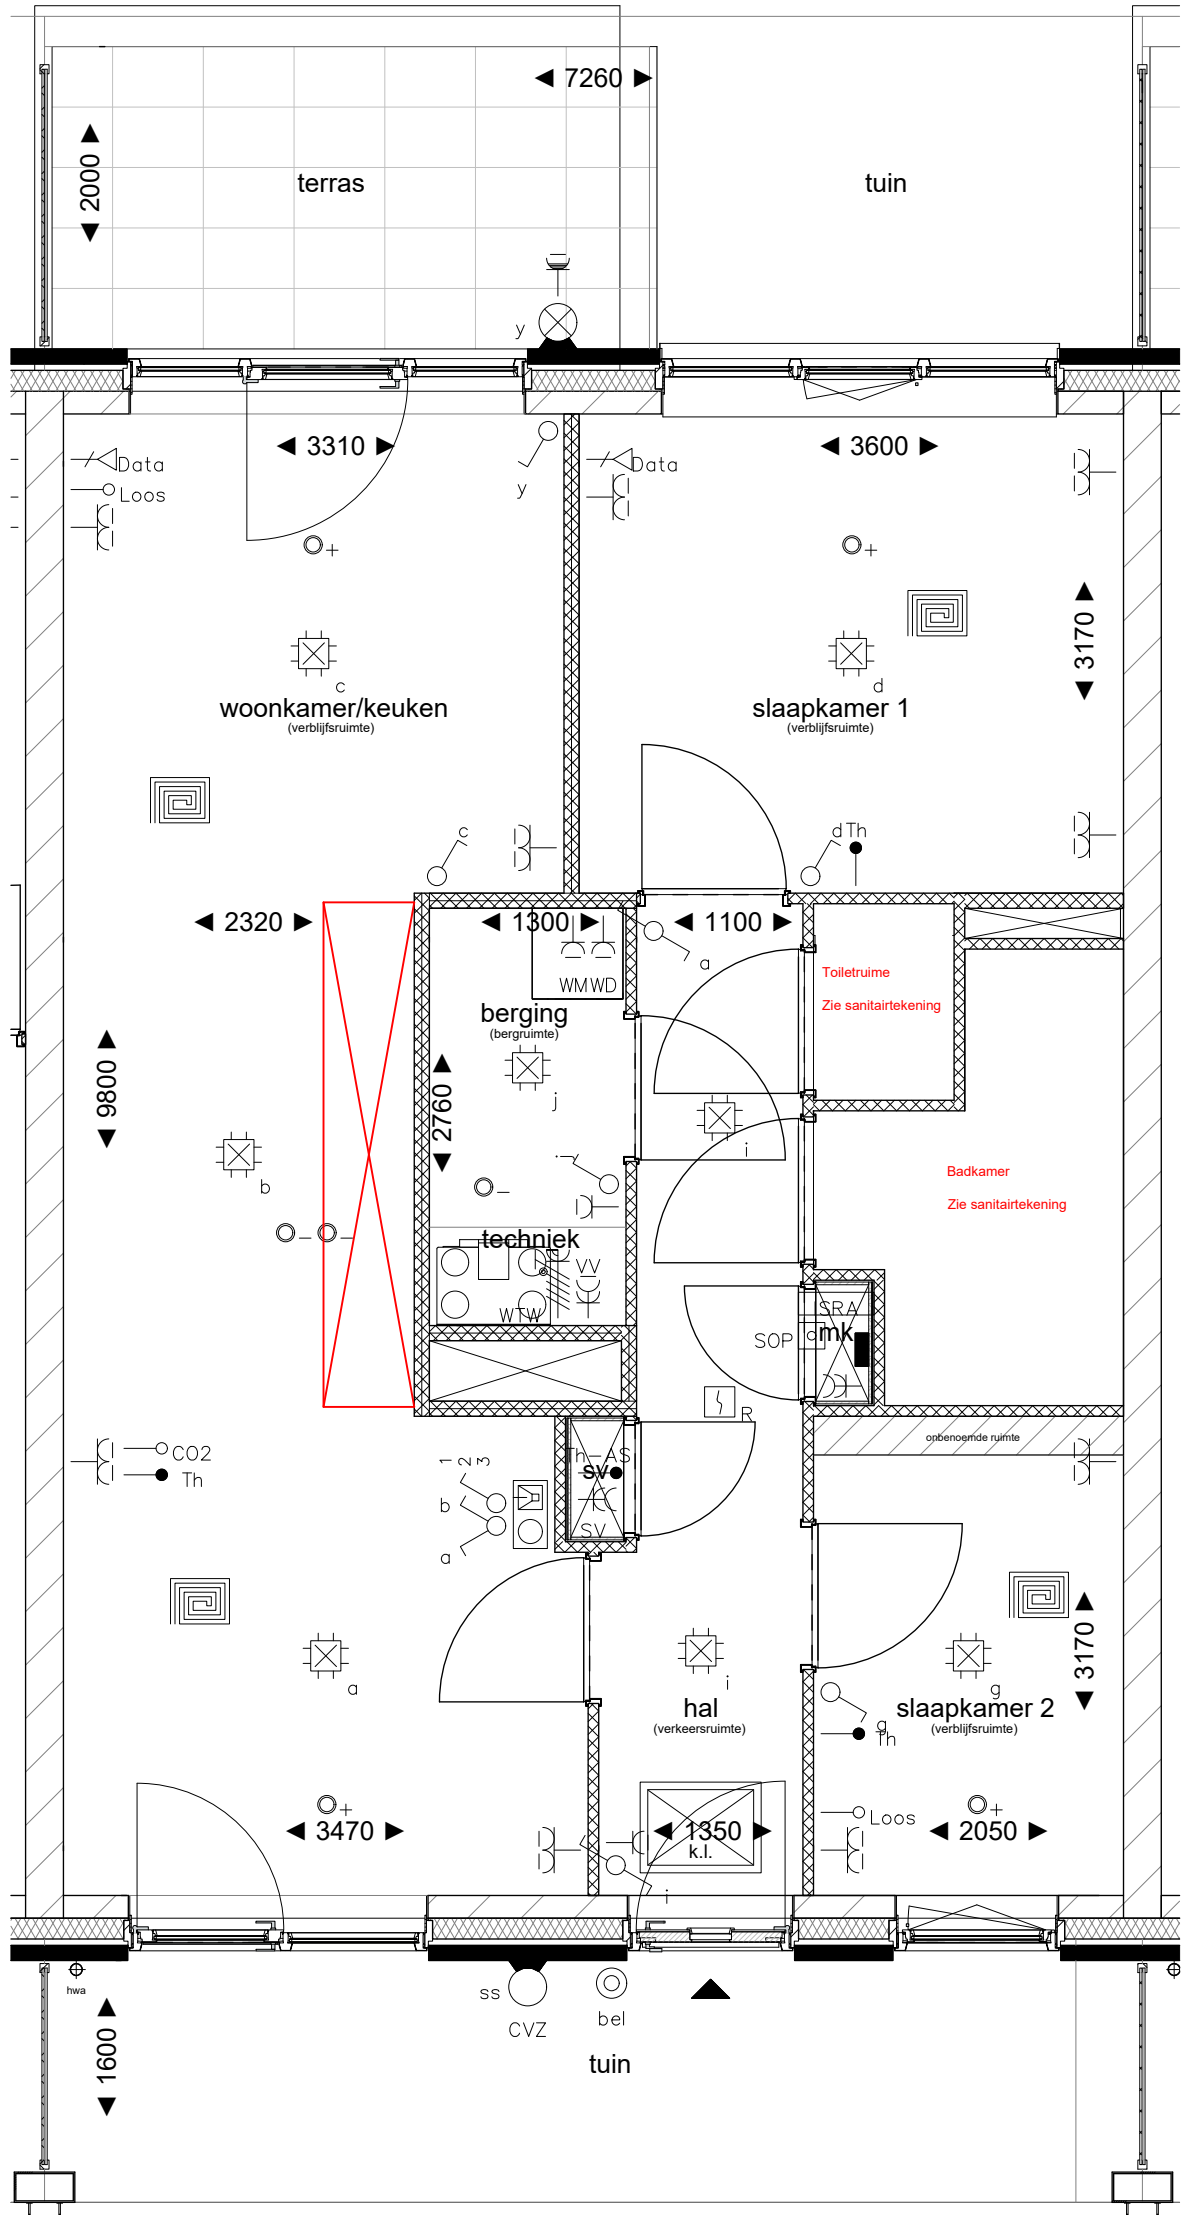 ◄ 7260 ►
◄ 2000 ►
terras
tuin
y
◄ 3310 ►
◄ 3600 ►
Data
Loos
y
Data
+
+
◄ 3170 ►
c
d
woonkamer/keuken
(verblijfsruimte)
slaapkamer 1
(verblijfsruimte)
c
d Th
◄ 2320 ►
◄ 1300 ►
◄ 1100 ►
a
WM WD
Toiletruime
Zie sanitairtekening
berging
(bergruimte)
◄ 9800 ►
◄ 2760 ►
j
i
b
i
j
Badkamer
Zie sanitairtekening
techniek
VV
WTW
SRA
SOP
mk
R
onbenoemde ruimte
CO2
Th
1 2 3
b
a
Th-AS
sv
SV
a
i
g
◄ 3170 ►
hal
(verkeersruimte)
slaapkamer 2
(verblijfsruimte)
g
Th
+
+
Loos
◄ 3470 ►
◄ 1350 ►
k.l.
◄ 2050 ►
i
hwa
ss
CVZ
bel
◄ 1600 ►
tuin